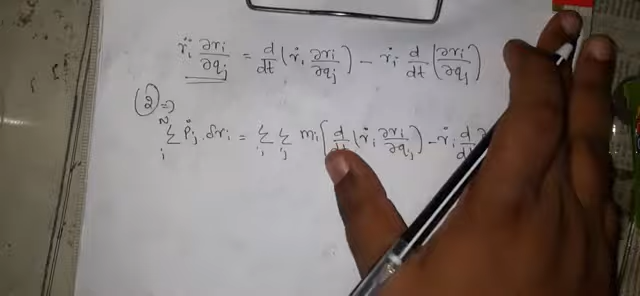 r̈ᵢ ∂rᵢ/∂qⱼ = d/dt (ṙᵢ ∂rᵢ/∂qⱼ) - ṙᵢ d/dt (∂rᵢ/∂qⱼ)
(2) ⇒
N Σᵢ ṗᵢ . δrᵢ = Σᵢ Σⱼ mᵢ [ d/dt (ṙᵢ ∂rᵢ/∂qⱼ) - ṙᵢ d/dt ∂